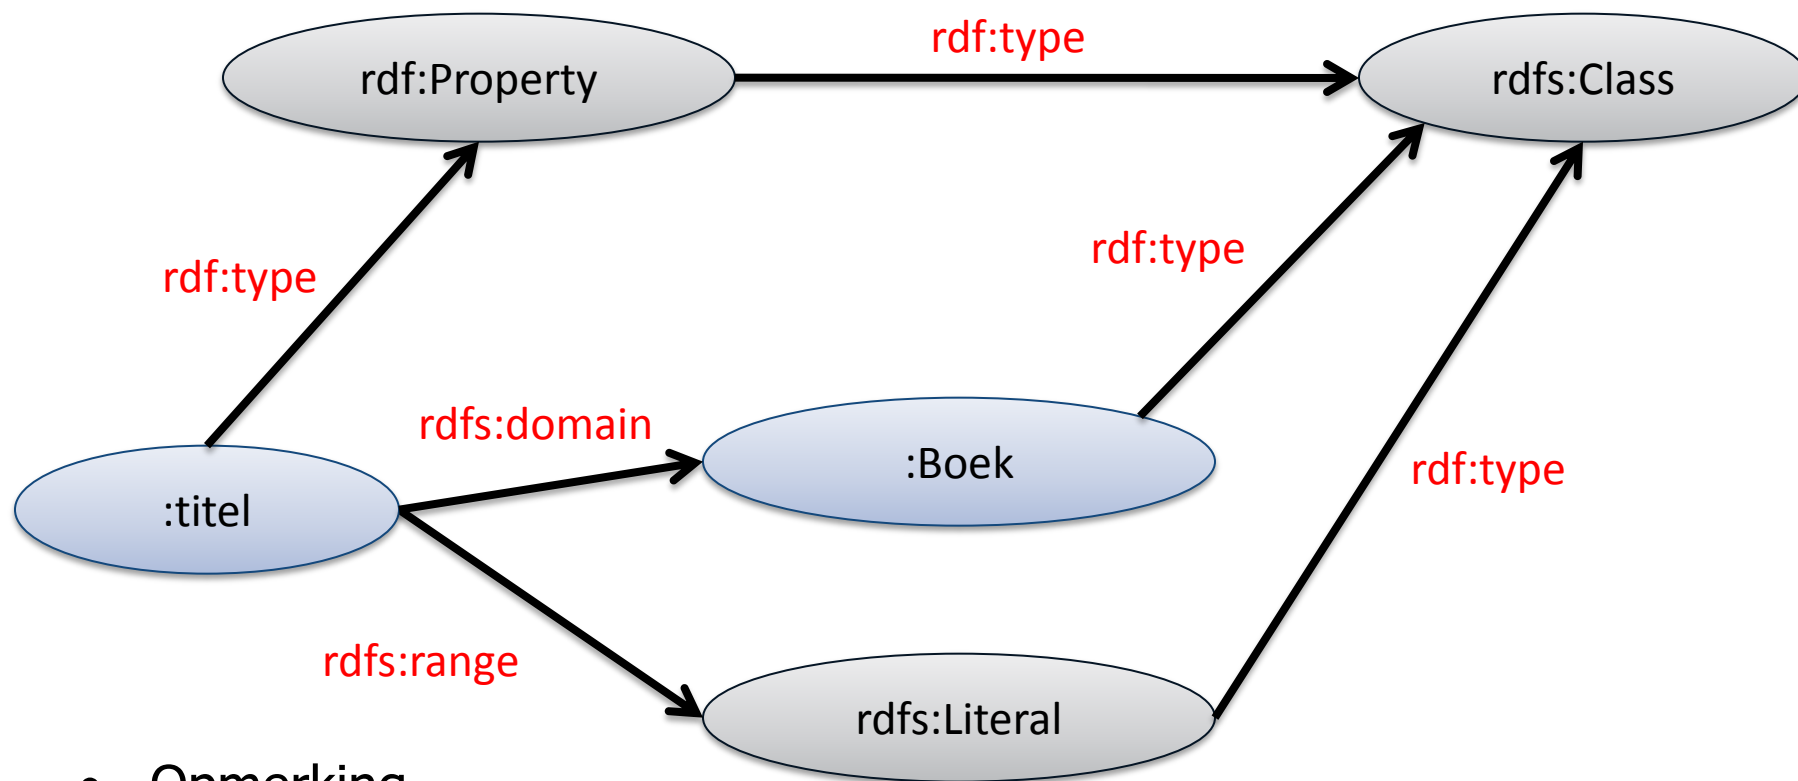 rdf:type
rdf:Property
rdfs:Class
rdf:type
rdf:type
rdfs:domain
:Boek
rdf:type
:titel
rdfs:range
rdfs:Literal
• Opmerking